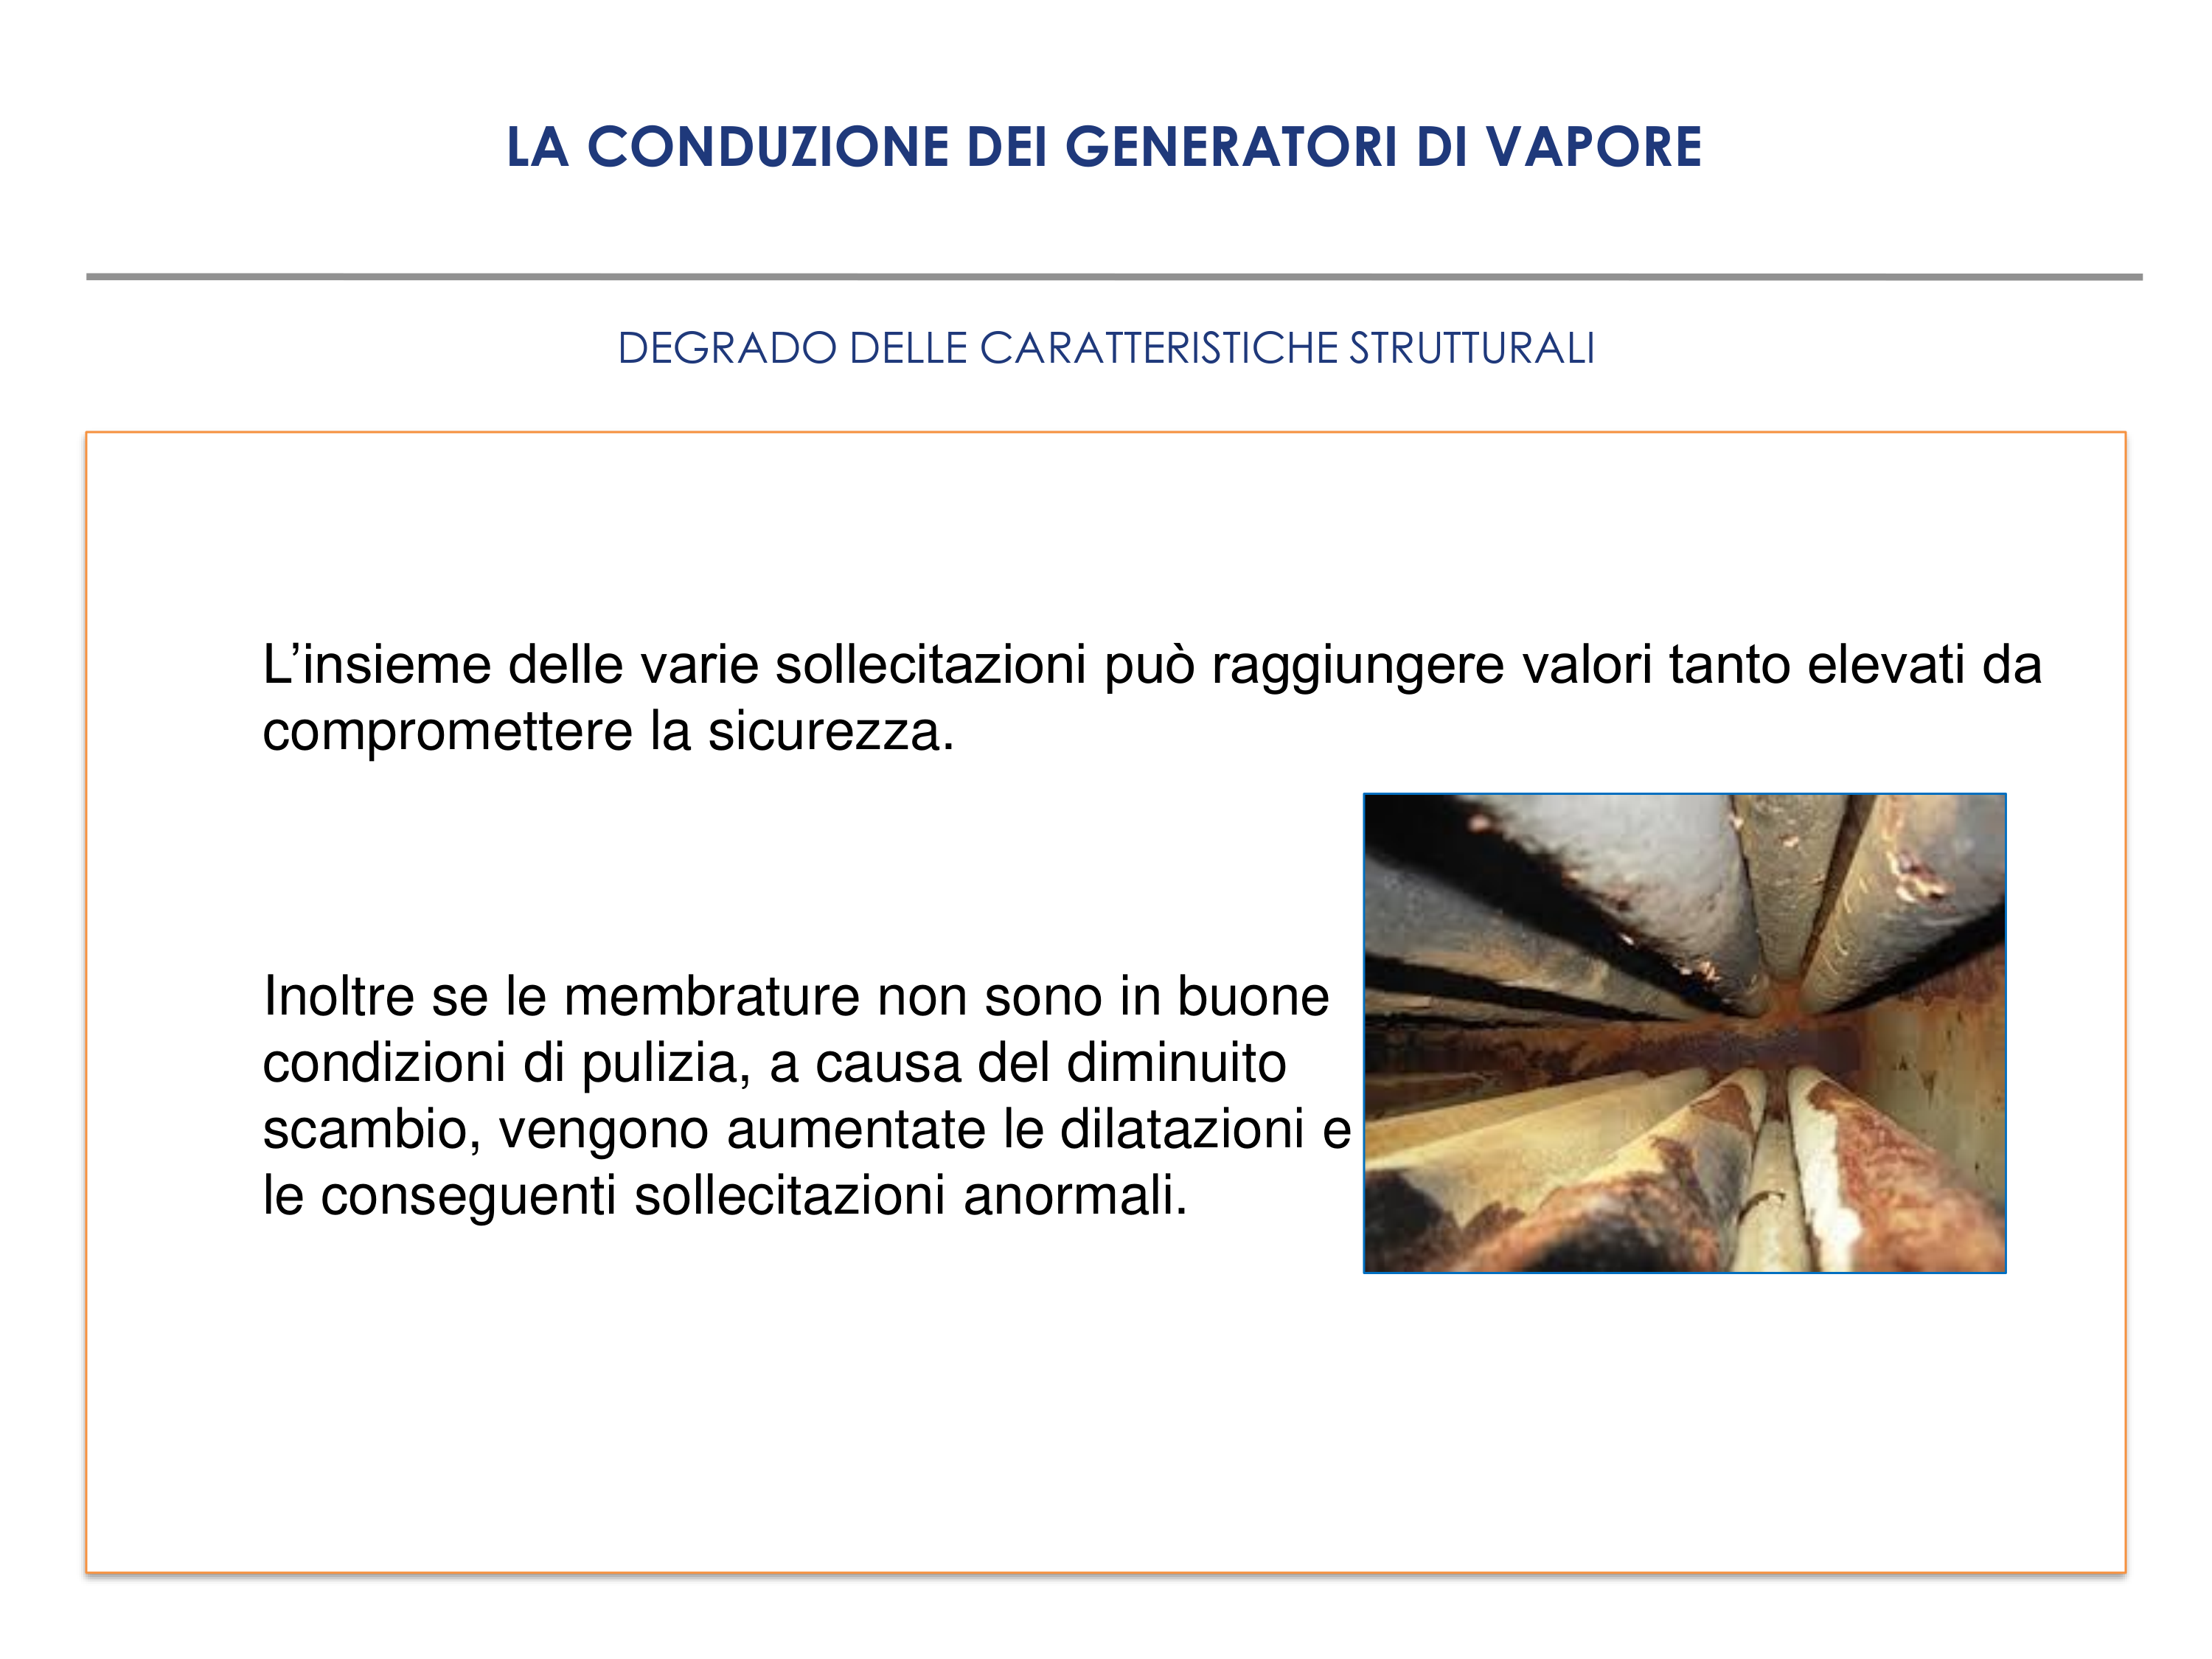 LA CONDUZIONE DEI GENERATORI DI VAPORE
DEGRADO DELLE CARATTERISTICHE STRUTTURALI
L’insieme delle varie sollecitazioni può raggiungere valori tanto elevati da
compromettere la sicurezza.
Inoltre se le membrature non sono in buone
condizioni di pulizia, a causa del diminuito
scambio, vengono aumentate le dilatazioni e
le conseguenti sollecitazioni anormali.